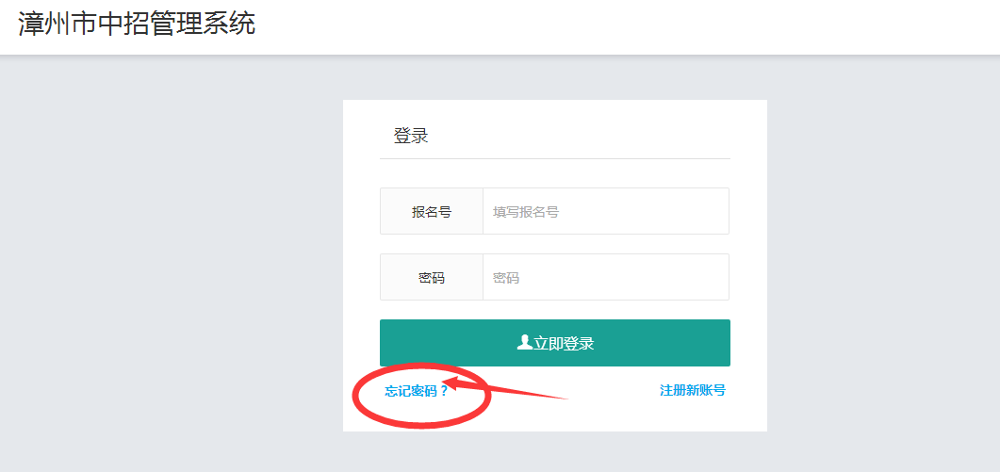 漳州市中招管理系统
登录
报名号 填写报名号
密码 密码
立即登录
忘记密码？ 注册新账号